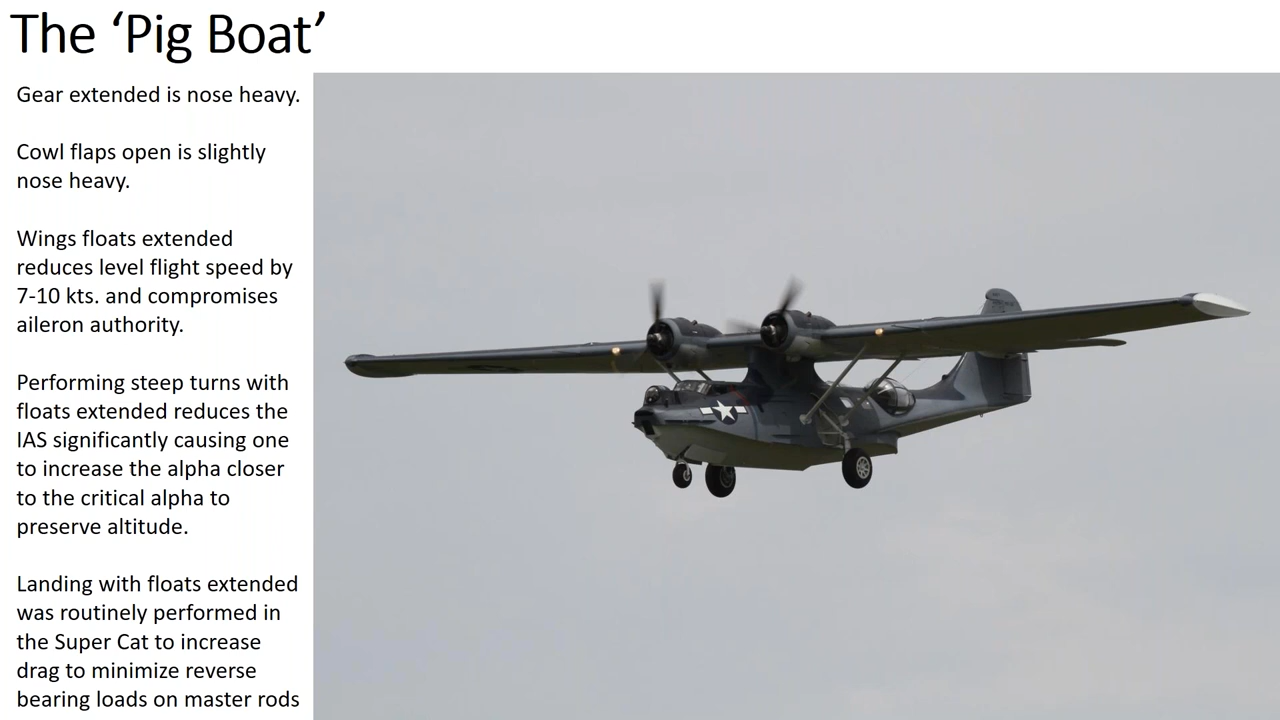 The ‘Pig Boat’
Gear extended is nose heavy.
Cowl flaps open is slightly
nose heavy.
Wings floats extended
reduces level flight speed by
7-10 kts. and compromises
aileron authority.
Performing steep turns with
floats extended reduces the
IAS significantly causing one
to increase the alpha closer
to the critical alpha to
preserve altitude.
Landing with floats extended
was routinely performed in
the Super Cat to increase
drag to minimize reverse
bearing loads on master rods